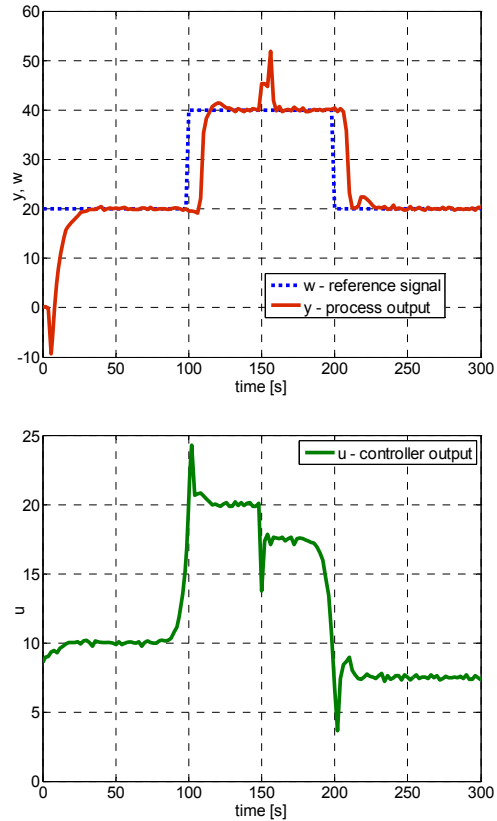 60
50
40
30
20
10
0
-10
y, w
w - reference signal
y - process output
0 50 100 150 200 250 300
time [s]
25
20
15
10
5
0
u
u - controller output
0 50 100 150 200 250 300
time [s]